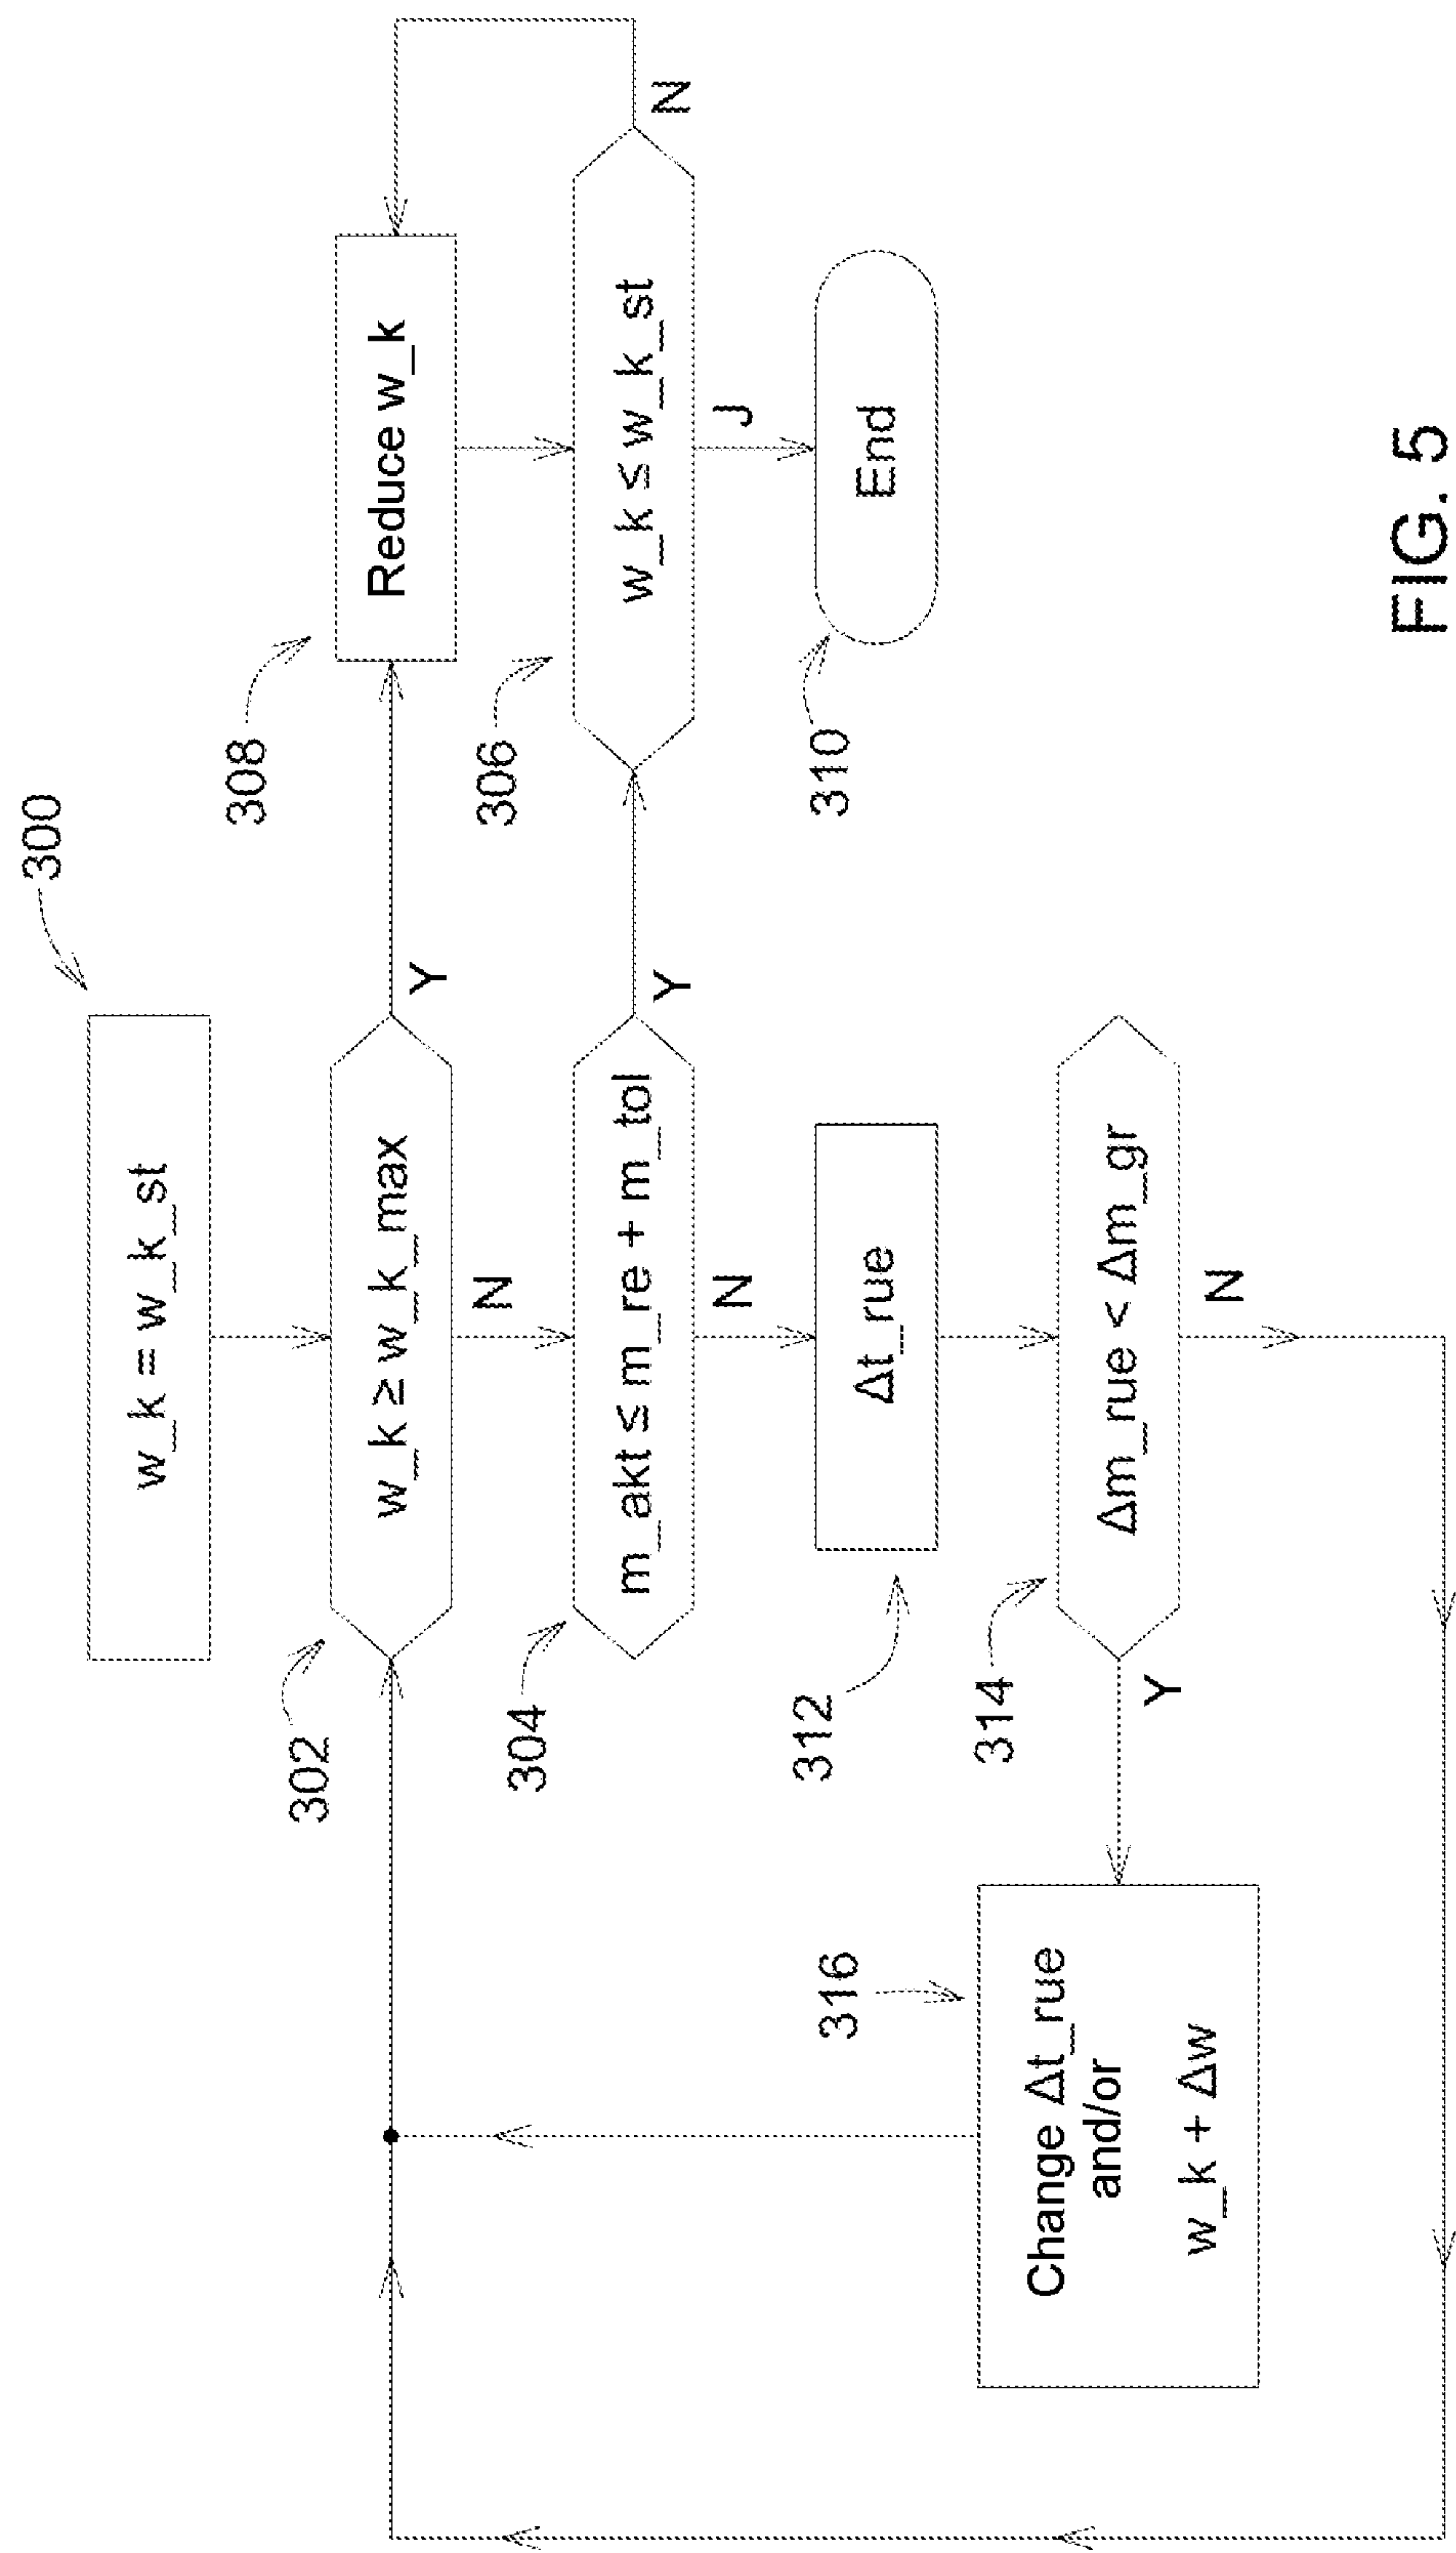 300
w_k = w_k_st
302
w_k ≥ w_k_max
Y
N
308
Reduce w_k
304
m_akt ≤ m_re + m_tol
Y
N
306
w_k ≤ w_k_st
N
J
312
Δt_rue
310
End
314
Δm_rue < Δm_gr
Y
N
316
Change Δt_rue
and/or
w_k + Δw
FIG. 5